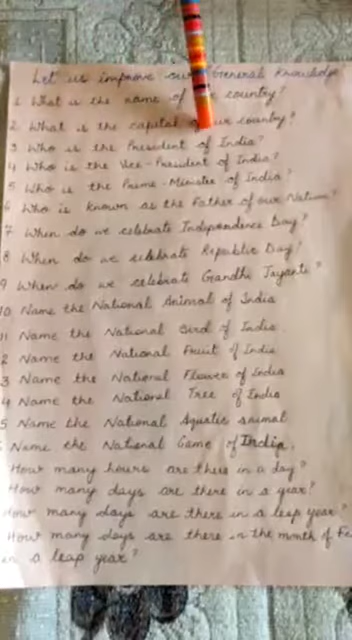 Let us improve our General Knowledge
1 What is the name of country?
2 What is the capital of our country?
3 Who is the President of India?
4 Who is the Vice-President of India?
5 Who is the Prime-Minister of India?
6 Who is known as the Father of our Nation?
7 When do we celebrate Independence Day?
8 When do we celebrate Republic Day?
9 When do we celebrate Gandhi Jayanti?
10 Name the National Animal of India
11 Name the National Bird of India.
2 Name the National Fruit of India
3 Name the National Flower of India
4 Name the National Tree of India
5 Name the National Aquatic animal
Name the National Game of India.
How many hours are there in a day?
How many days are there in a year?
How many days are there in a leap year?
How many days are there in the month of Fe
in a leap year?